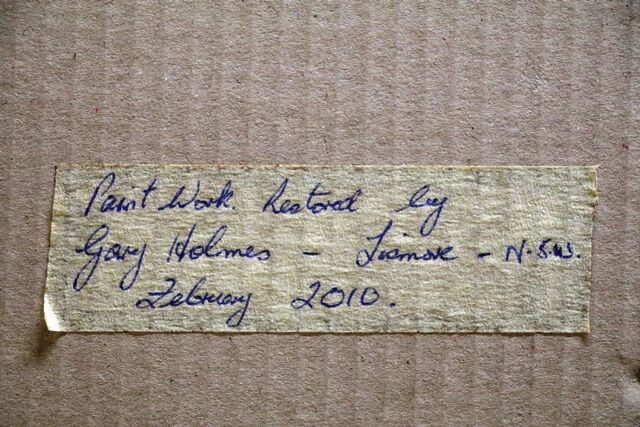 Paint Work. Restored by
Gary Holmes - Lismore - N.S.W.
February 2010.